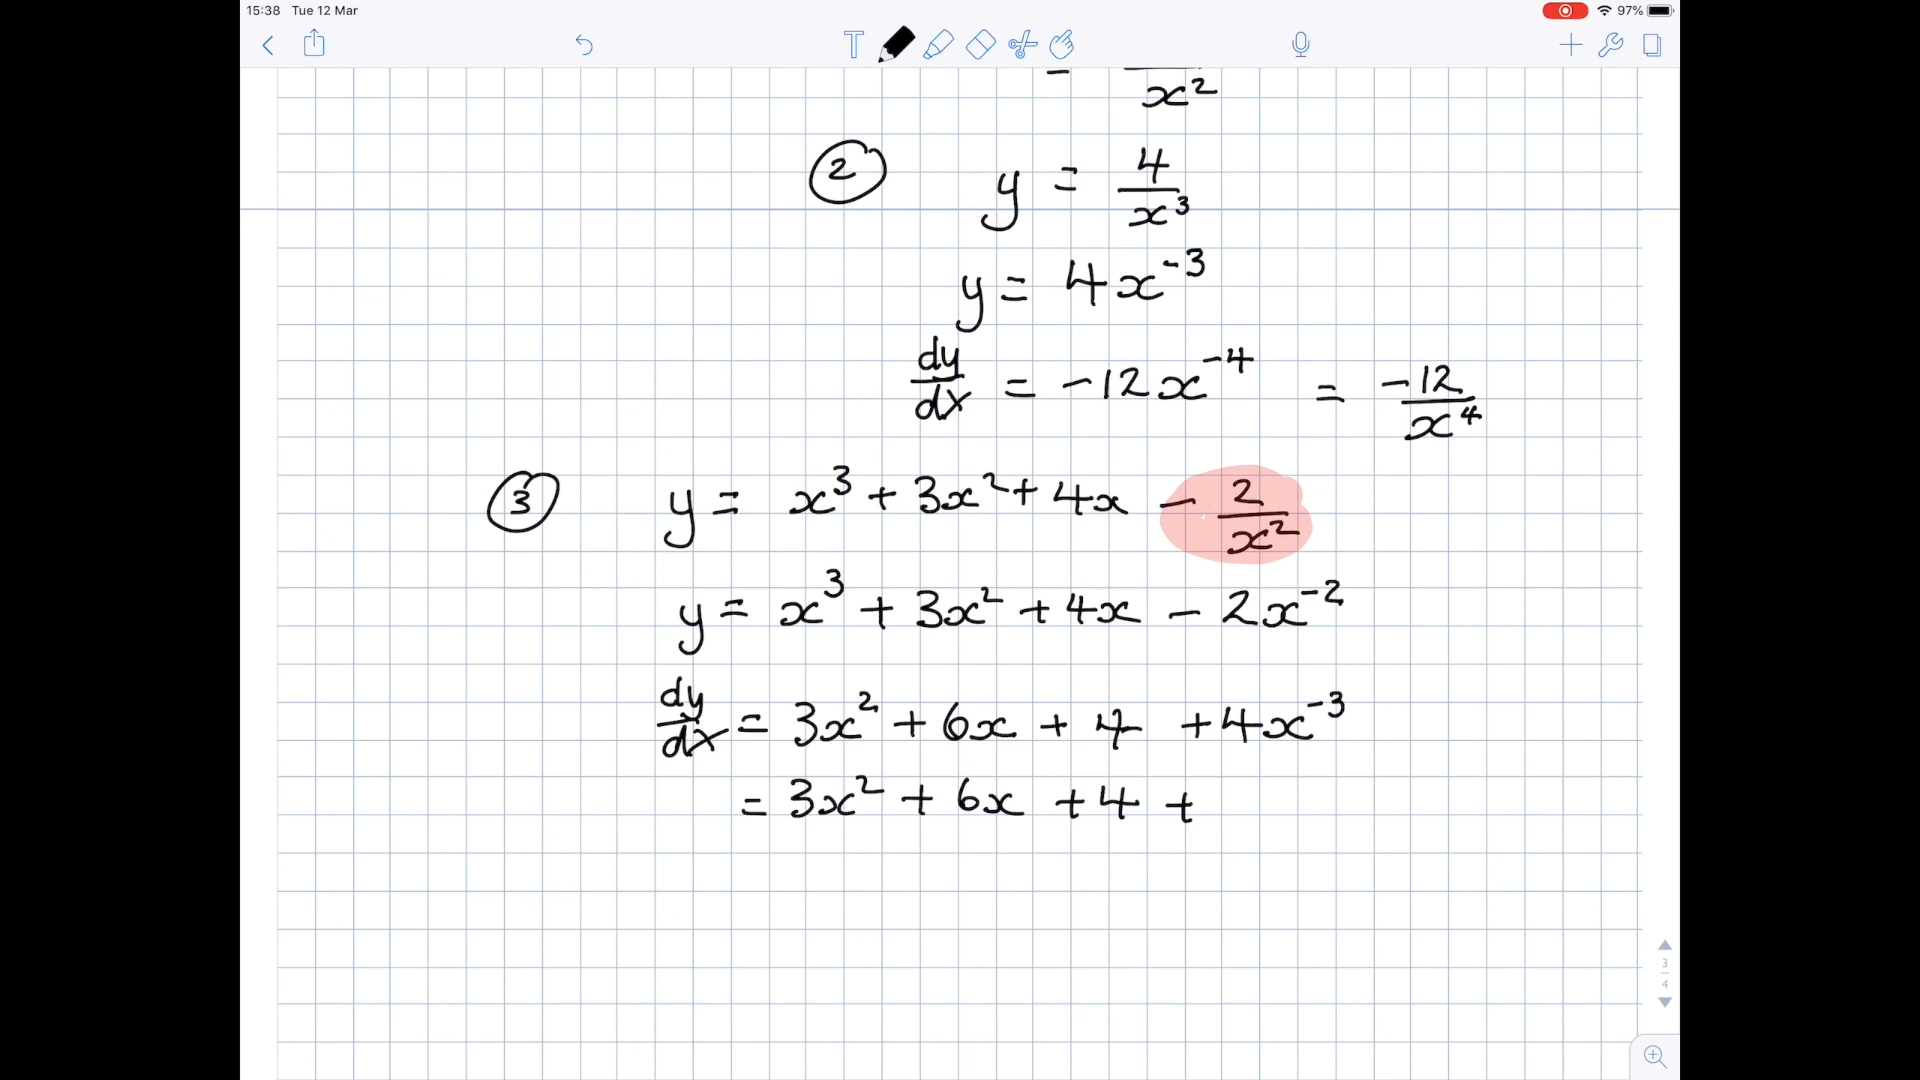 15:38 Tue 12 Mar 97%
T
= x²
② y = 4/x³
y = 4x⁻³
dy/dx = -12x⁻⁴ = -12/x⁴
③ y = x³ + 3x² + 4x - 2/x²
y = x³ + 3x² + 4x - 2x⁻²
dy/dx = 3x² + 6x + 4 + 4x⁻³
= 3x² + 6x + 4 +
3
4